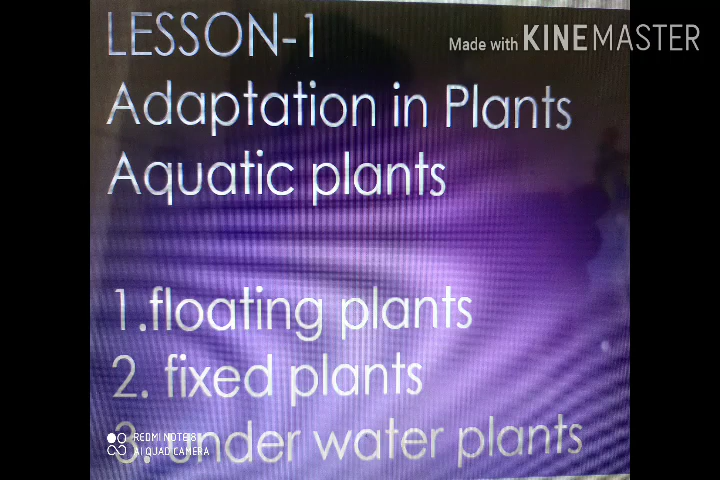 LESSON-1
Made with KINEMASTER
Adaptation in Plants
Aquatic plants
1.floating plants
2. fixed plants
3. under water plants
REDMI NOTE 8
AI QUAD CAMERA